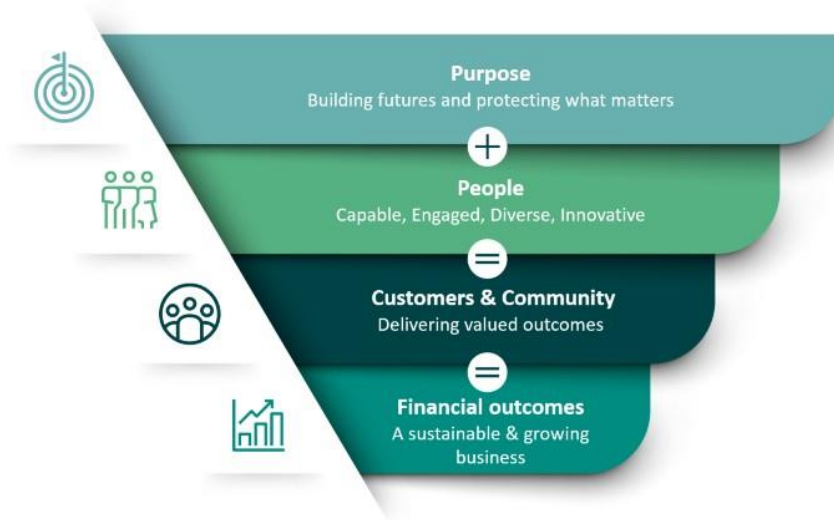 Purpose
Building futures and protecting what matters
+
People
Capable, Engaged, Diverse, Innovative
=
Customers & Community
Delivering valued outcomes
=
Financial outcomes
A sustainable & growing
business